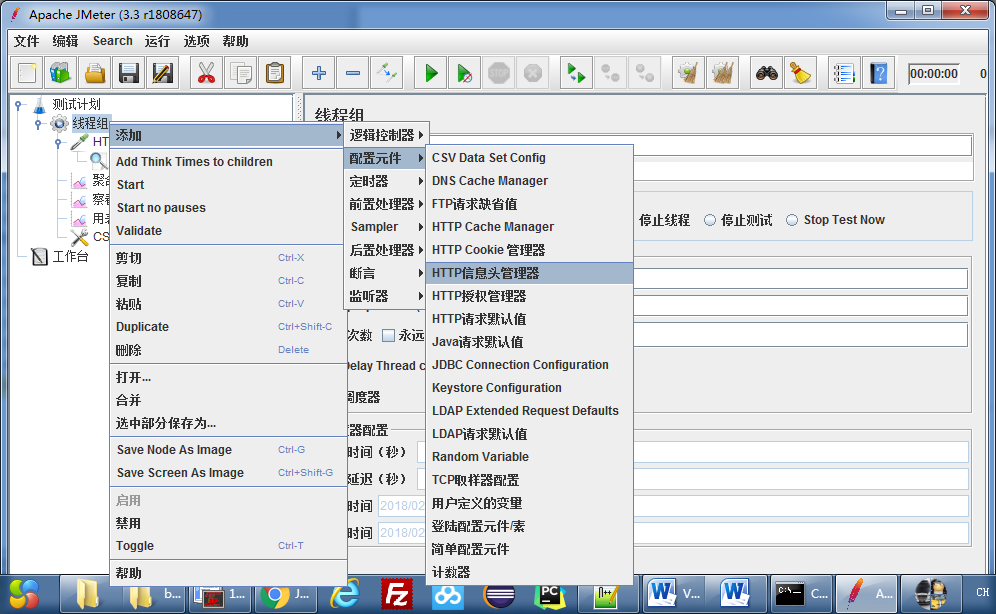 Apache JMeter (3.3 r1808647)
文件 编辑 Search 运行 选项 帮助
STOP
00:00:00 0
测试计划
线程组
HT
聚合
察看
用表
CS
工作台
添加
Add Think Times to children
Start
Start no pauses
Validate
剪切 Ctrl-X
复制 Ctrl-C
粘贴 Ctrl-V
Duplicate Ctrl+Shift-C
删除 Delete
打开...
合并
选中部分保存为...
Save Node As Image Ctrl-G
Save Screen As Image Ctrl+Shift-G
启用
禁用
Toggle Ctrl-T
帮助
逻辑控制器
配置元件
定时器
前置处理器
Sampler
后置处理器
断言
监听器
CSV Data Set Config
DNS Cache Manager
FTP请求缺省值
HTTP Cache Manager
HTTP Cookie 管理器
HTTP信息头管理器
HTTP授权管理器
HTTP请求默认值
Java请求默认值
JDBC Connection Configuration
Keystore Configuration
LDAP Extended Request Defaults
LDAP请求默认值
Random Variable
TCP取样器配置
用户定义的变量
登陆配置元件/素
简单配置元件
计数器
线程组
停止线程 停止测试 Stop Test Now
次数 永远
Delay Thread c
调度器
器配置
时间（秒）
延迟（秒）
时间 2018/02
时间 2018/02
b... 1... J... V... C... A... CH